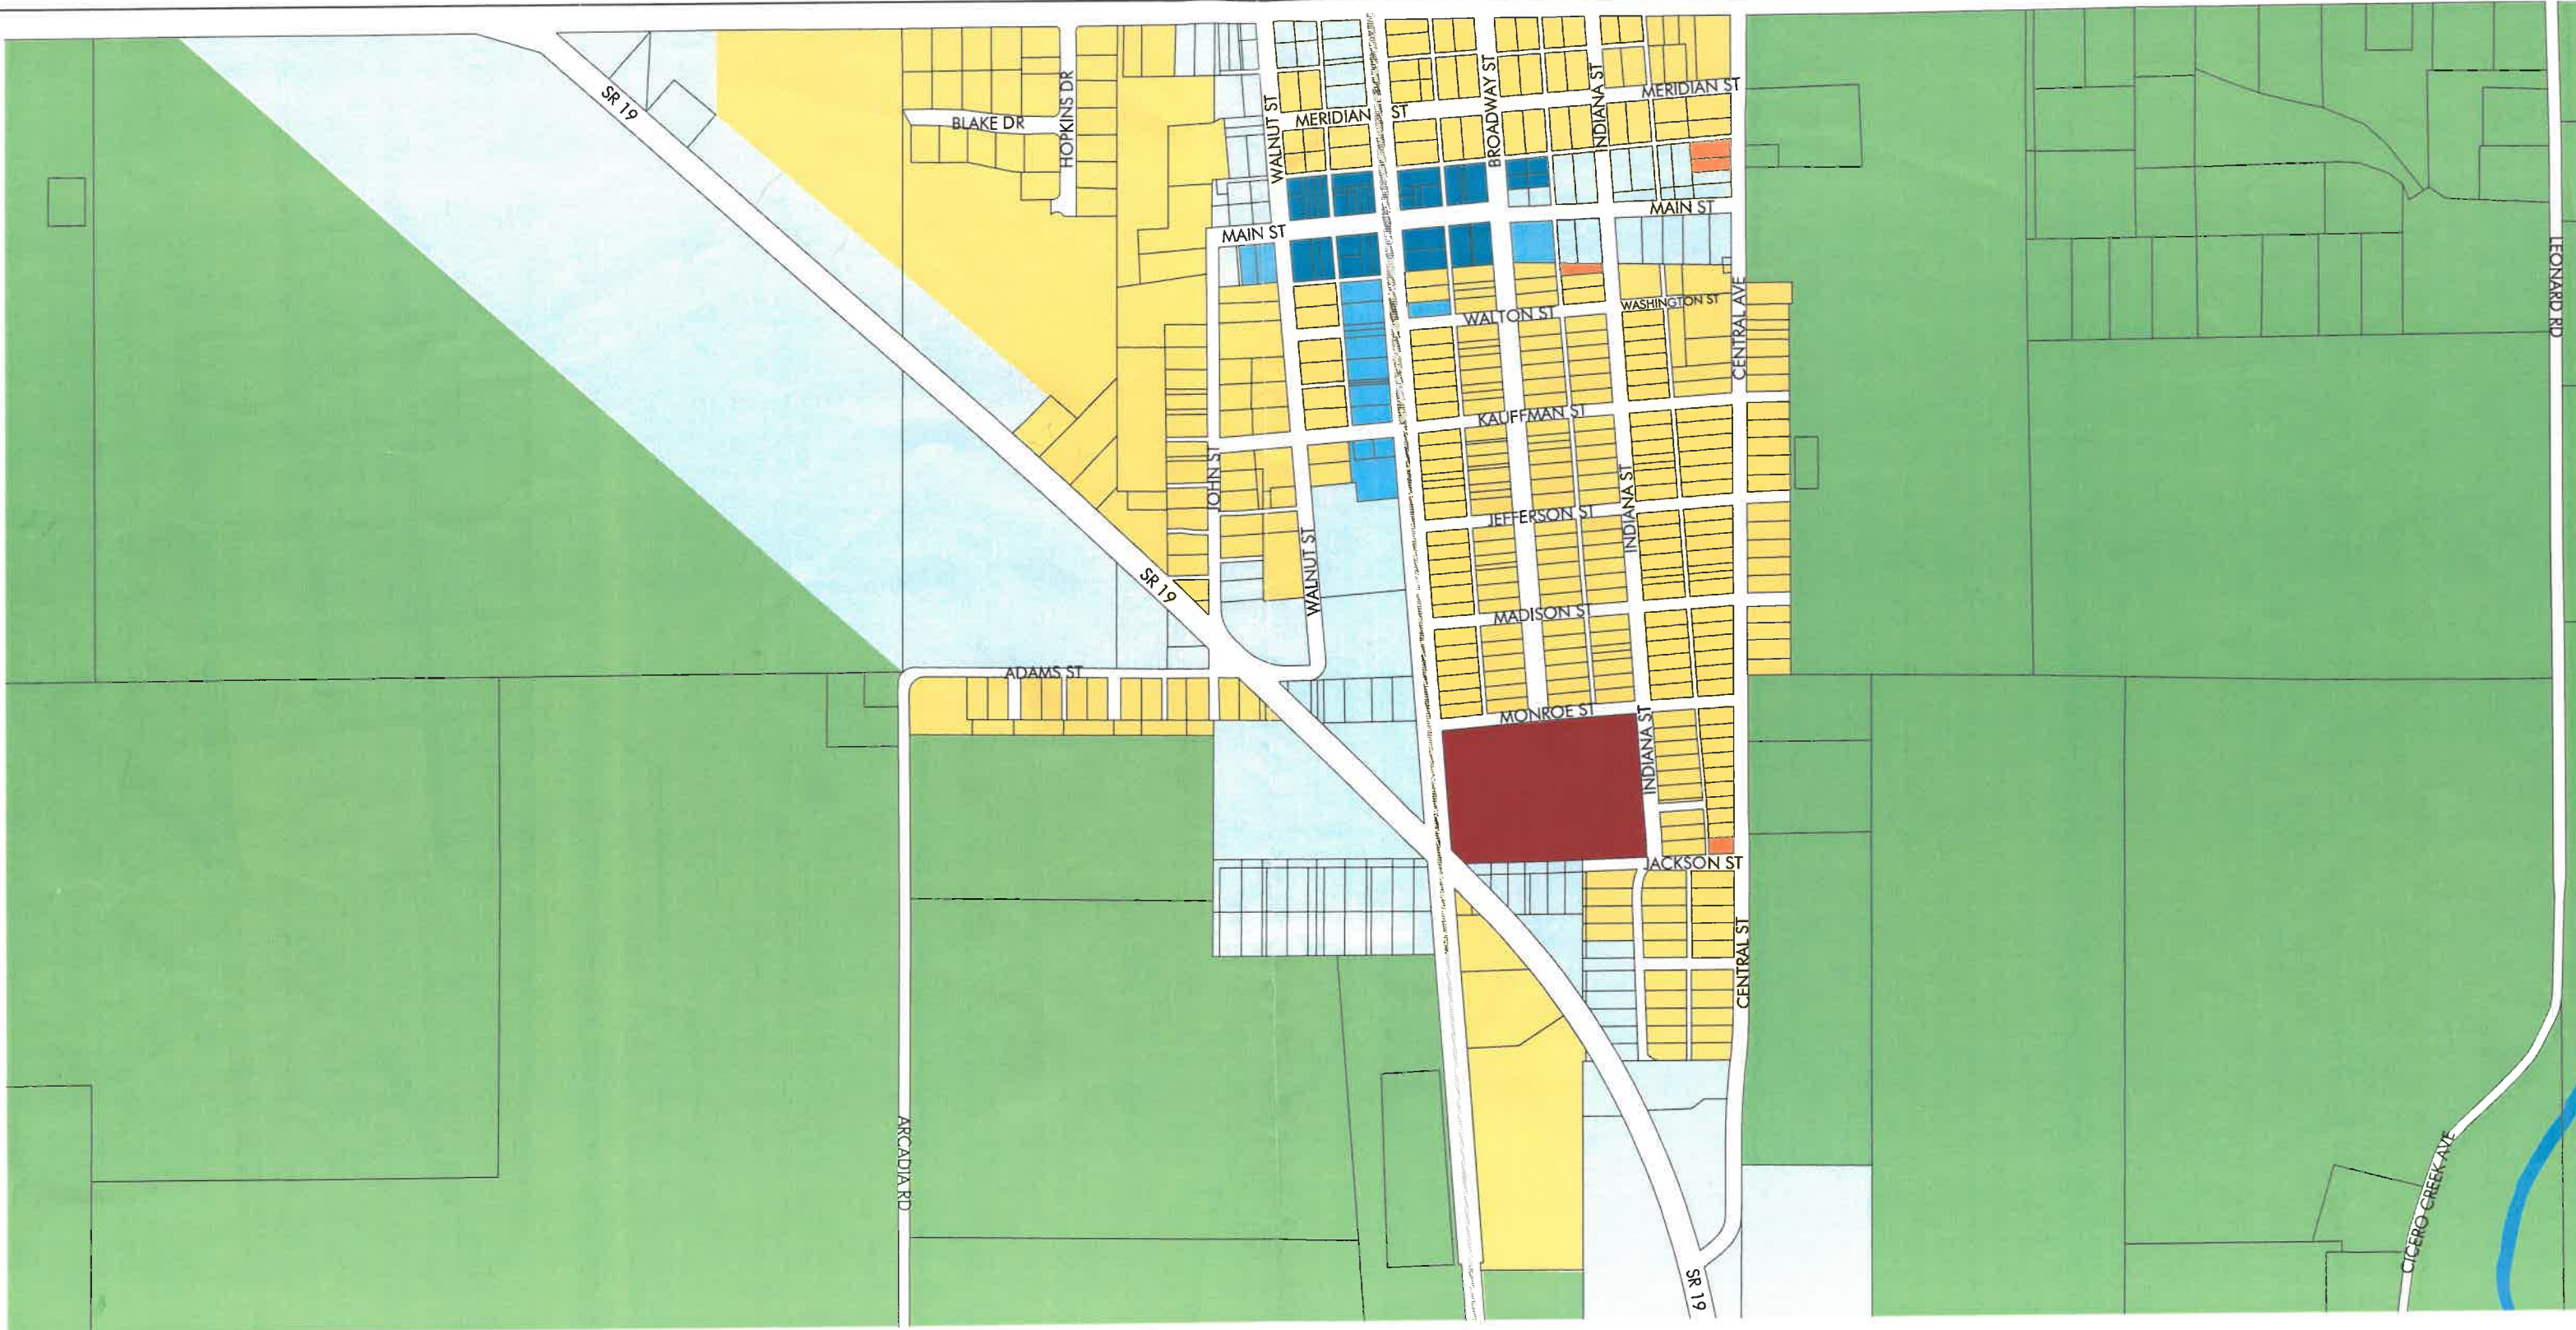 SR 19
BLAKE DR
HOPKINS DR
WALNUT ST
MERIDIAN ST
BROADWAY ST
INDIANA ST
MERIDIAN ST
MAIN ST
MAIN ST
LEONARD RD
CENTRAL AVE
WASHINGTON ST
WALTON ST
KAUFFMAN ST
JOHN ST
INDIANA ST
JEFFERSON ST
WALNUT ST
SR 19
MADISON ST
ADAMS ST
MONROE ST
INDIANA ST
JACKSON ST
CENTRAL ST
ARCADIA RD
CICERO CREEK AVE
SR 19